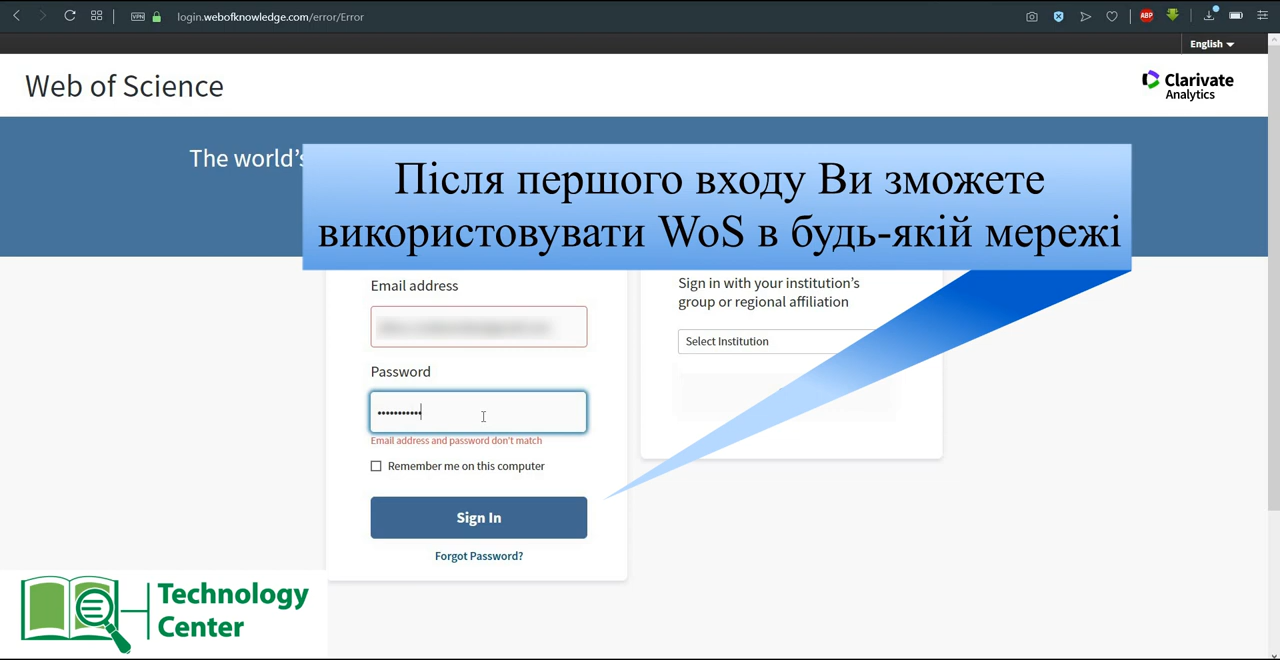 VPN
login.webofknowledge.com/error/Error
ABP
English
Web of Science
Clarivate
Analytics
The world's
Після першого входу Ви зможете
використовувати WoS в будь-якій мережі
Email address
Password
•••••••••••
Email address and password don't match
Remember me on this computer
Sign In
Forgot Password?
Sign in with your institution's
group or regional affiliation
Select Institution
Technology
Center